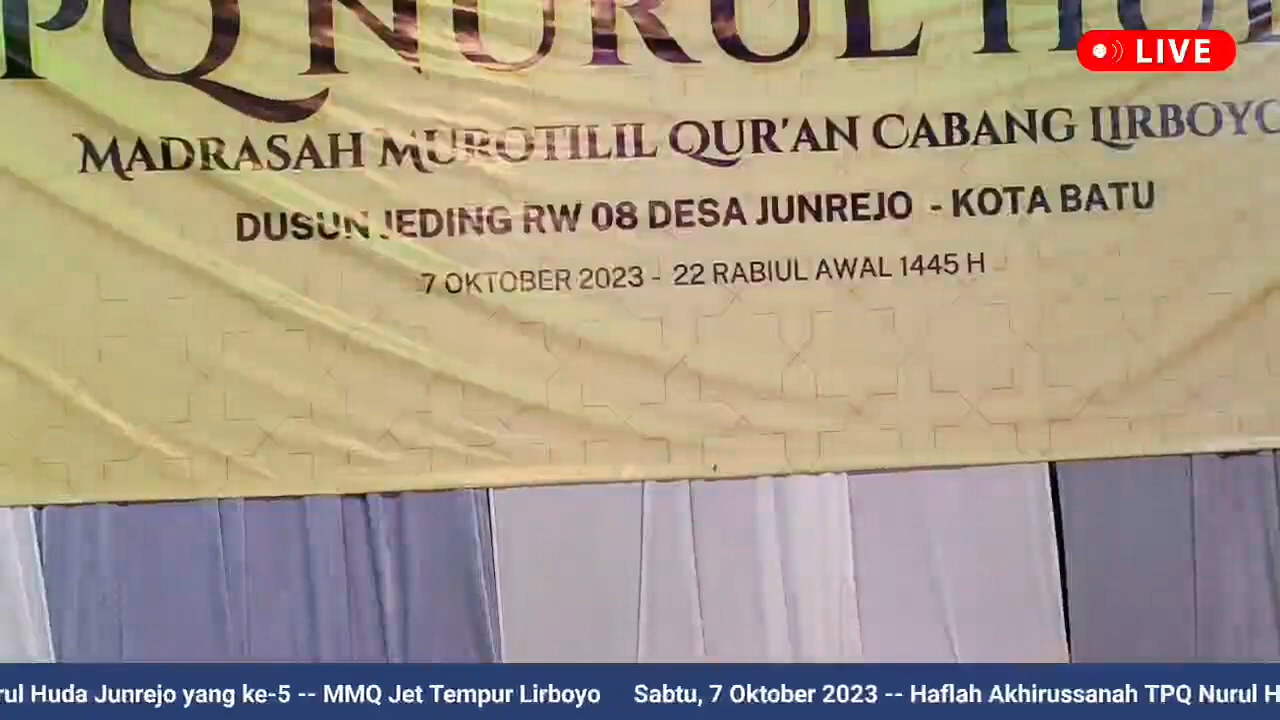 PQ NURUL HU
LIVE
MADRASAH MUROTILIL QUR'AN CABANG LIRBOYO
DUSUN JEDING RW 08 DESA JUNREJO - KOTA BATU
7 OKTOBER 2023 - 22 RABIUL AWAL 1445 H
rul Huda Junrejo yang ke-5 -- MMQ Jet Tempur Lirboyo Sabtu, 7 Oktober 2023 -- Haflah Akhirussanah TPQ Nurul H